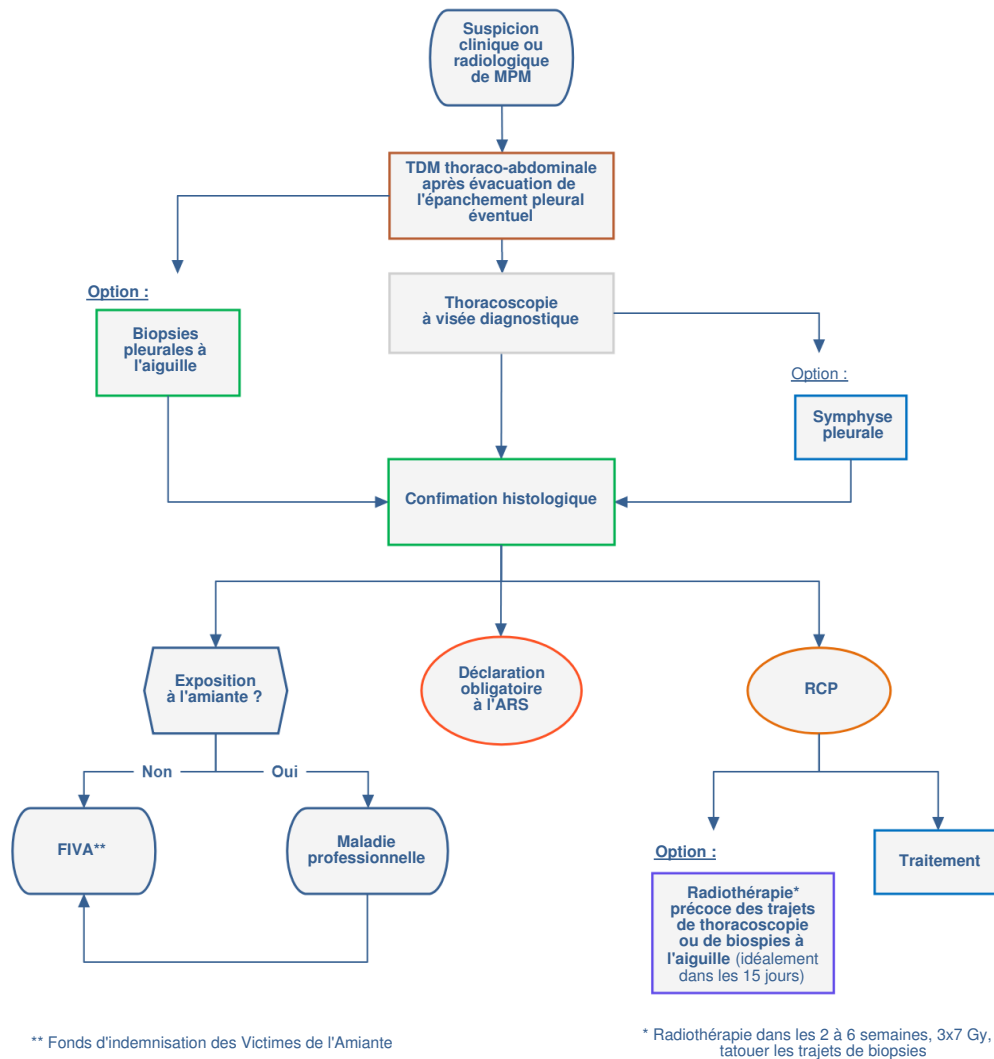 Suspicion
clinique ou
radiologique
de MPM
TDM thoraco-abdominale
après évacuation de
l'épanchement pleural
éventuel
Option :
Biopsies
pleurales à
l'aiguille
Thoracoscopie
à visée diagnostique
Option :
Symphyse
pleurale
Confimation histologique
Exposition
à l'amiante ?
Déclaration
obligatoire
à l'ARS
RCP
Non
Oui
FIVA**
Maladie
professionnelle
Option :
Radiothérapie*
précoce des trajets
de thoracoscopie
ou de biospies à
l'aiguille (idéalement
dans les 15 jours)
Traitement
** Fonds d'indemnisation des Victimes de l'Amiante
* Radiothérapie dans les 2 à 6 semaines, 3x7 Gy,
tatouer les trajets de biopsies